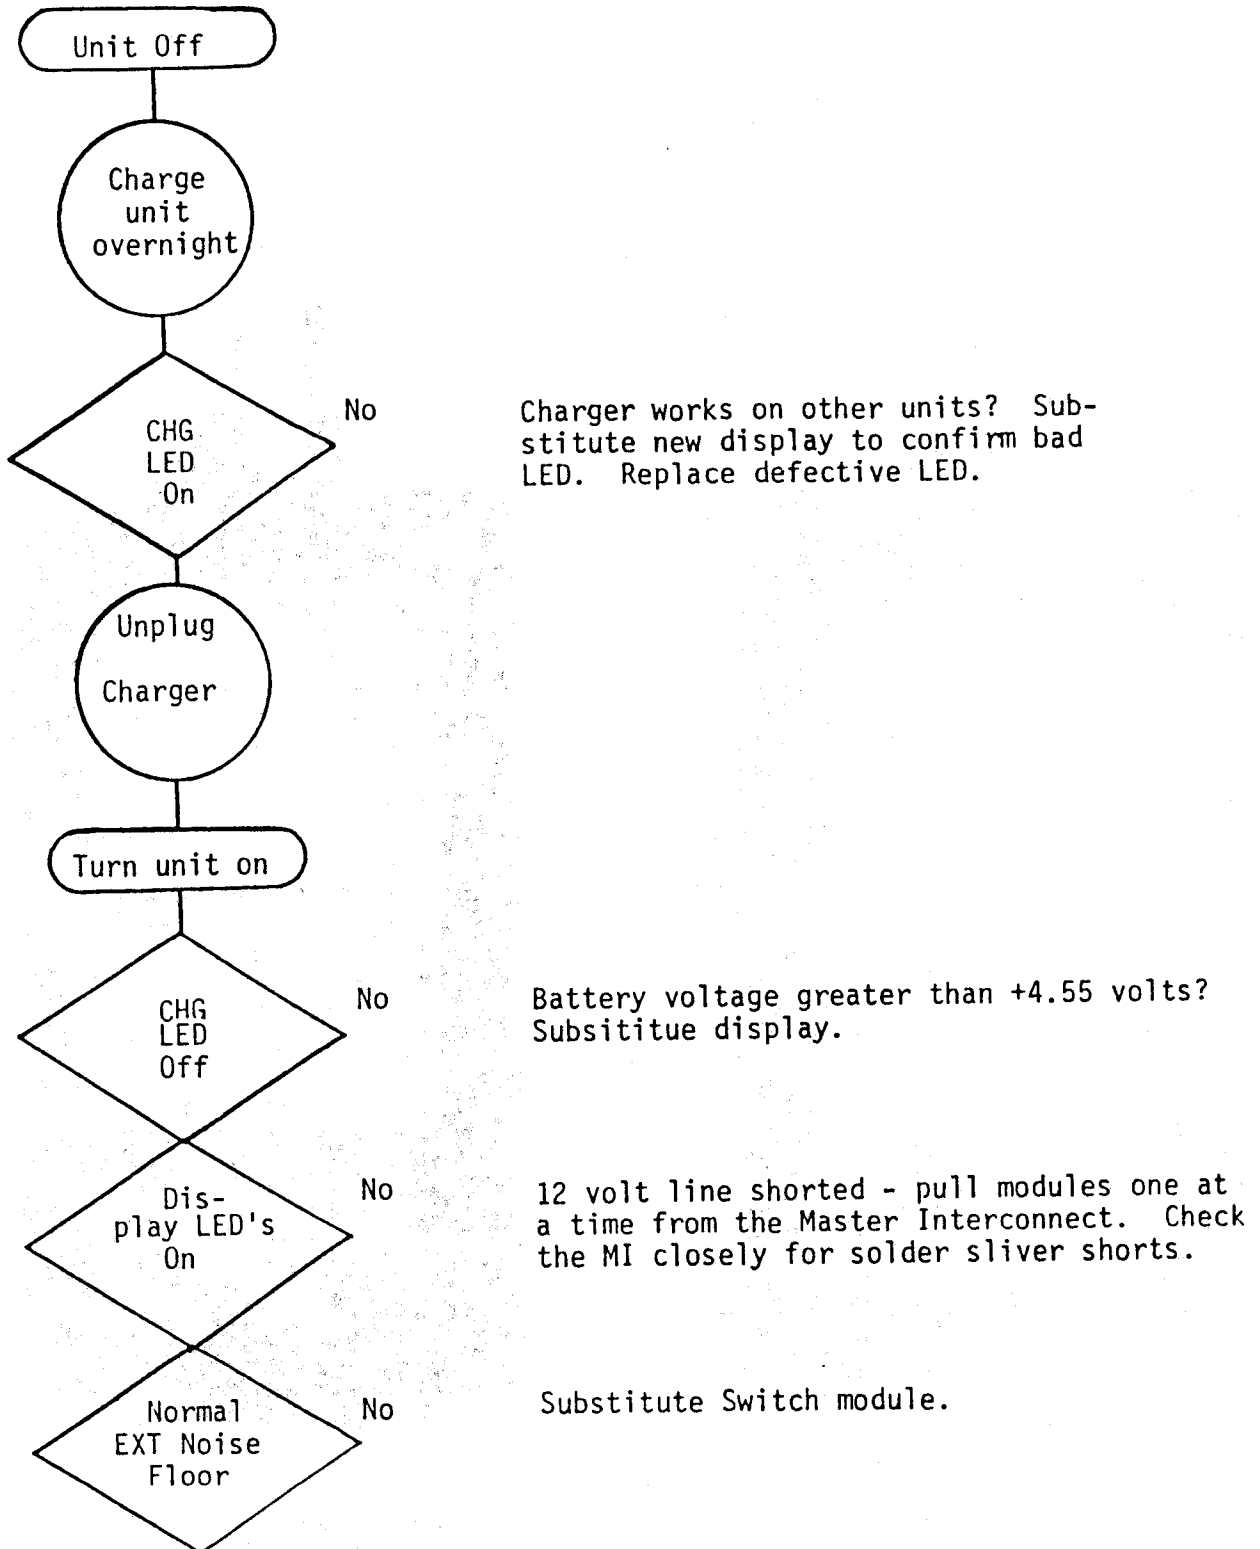 Unit Off
Charge
unit
overnight
CHG
LED
On
No
Charger works on other units? Sub-
stitute new display to confirm bad
LED. Replace defective LED.
Unplug
Charger
Turn unit on
CHG
LED
Off
No
Battery voltage greater than +4.55 volts?
Subsititue display.
Dis-
play LED's
On
No
12 volt line shorted - pull modules one at
a time from the Master Interconnect. Check
the MI closely for solder sliver shorts.
Normal
EXT Noise
Floor
No
Substitute Switch module.